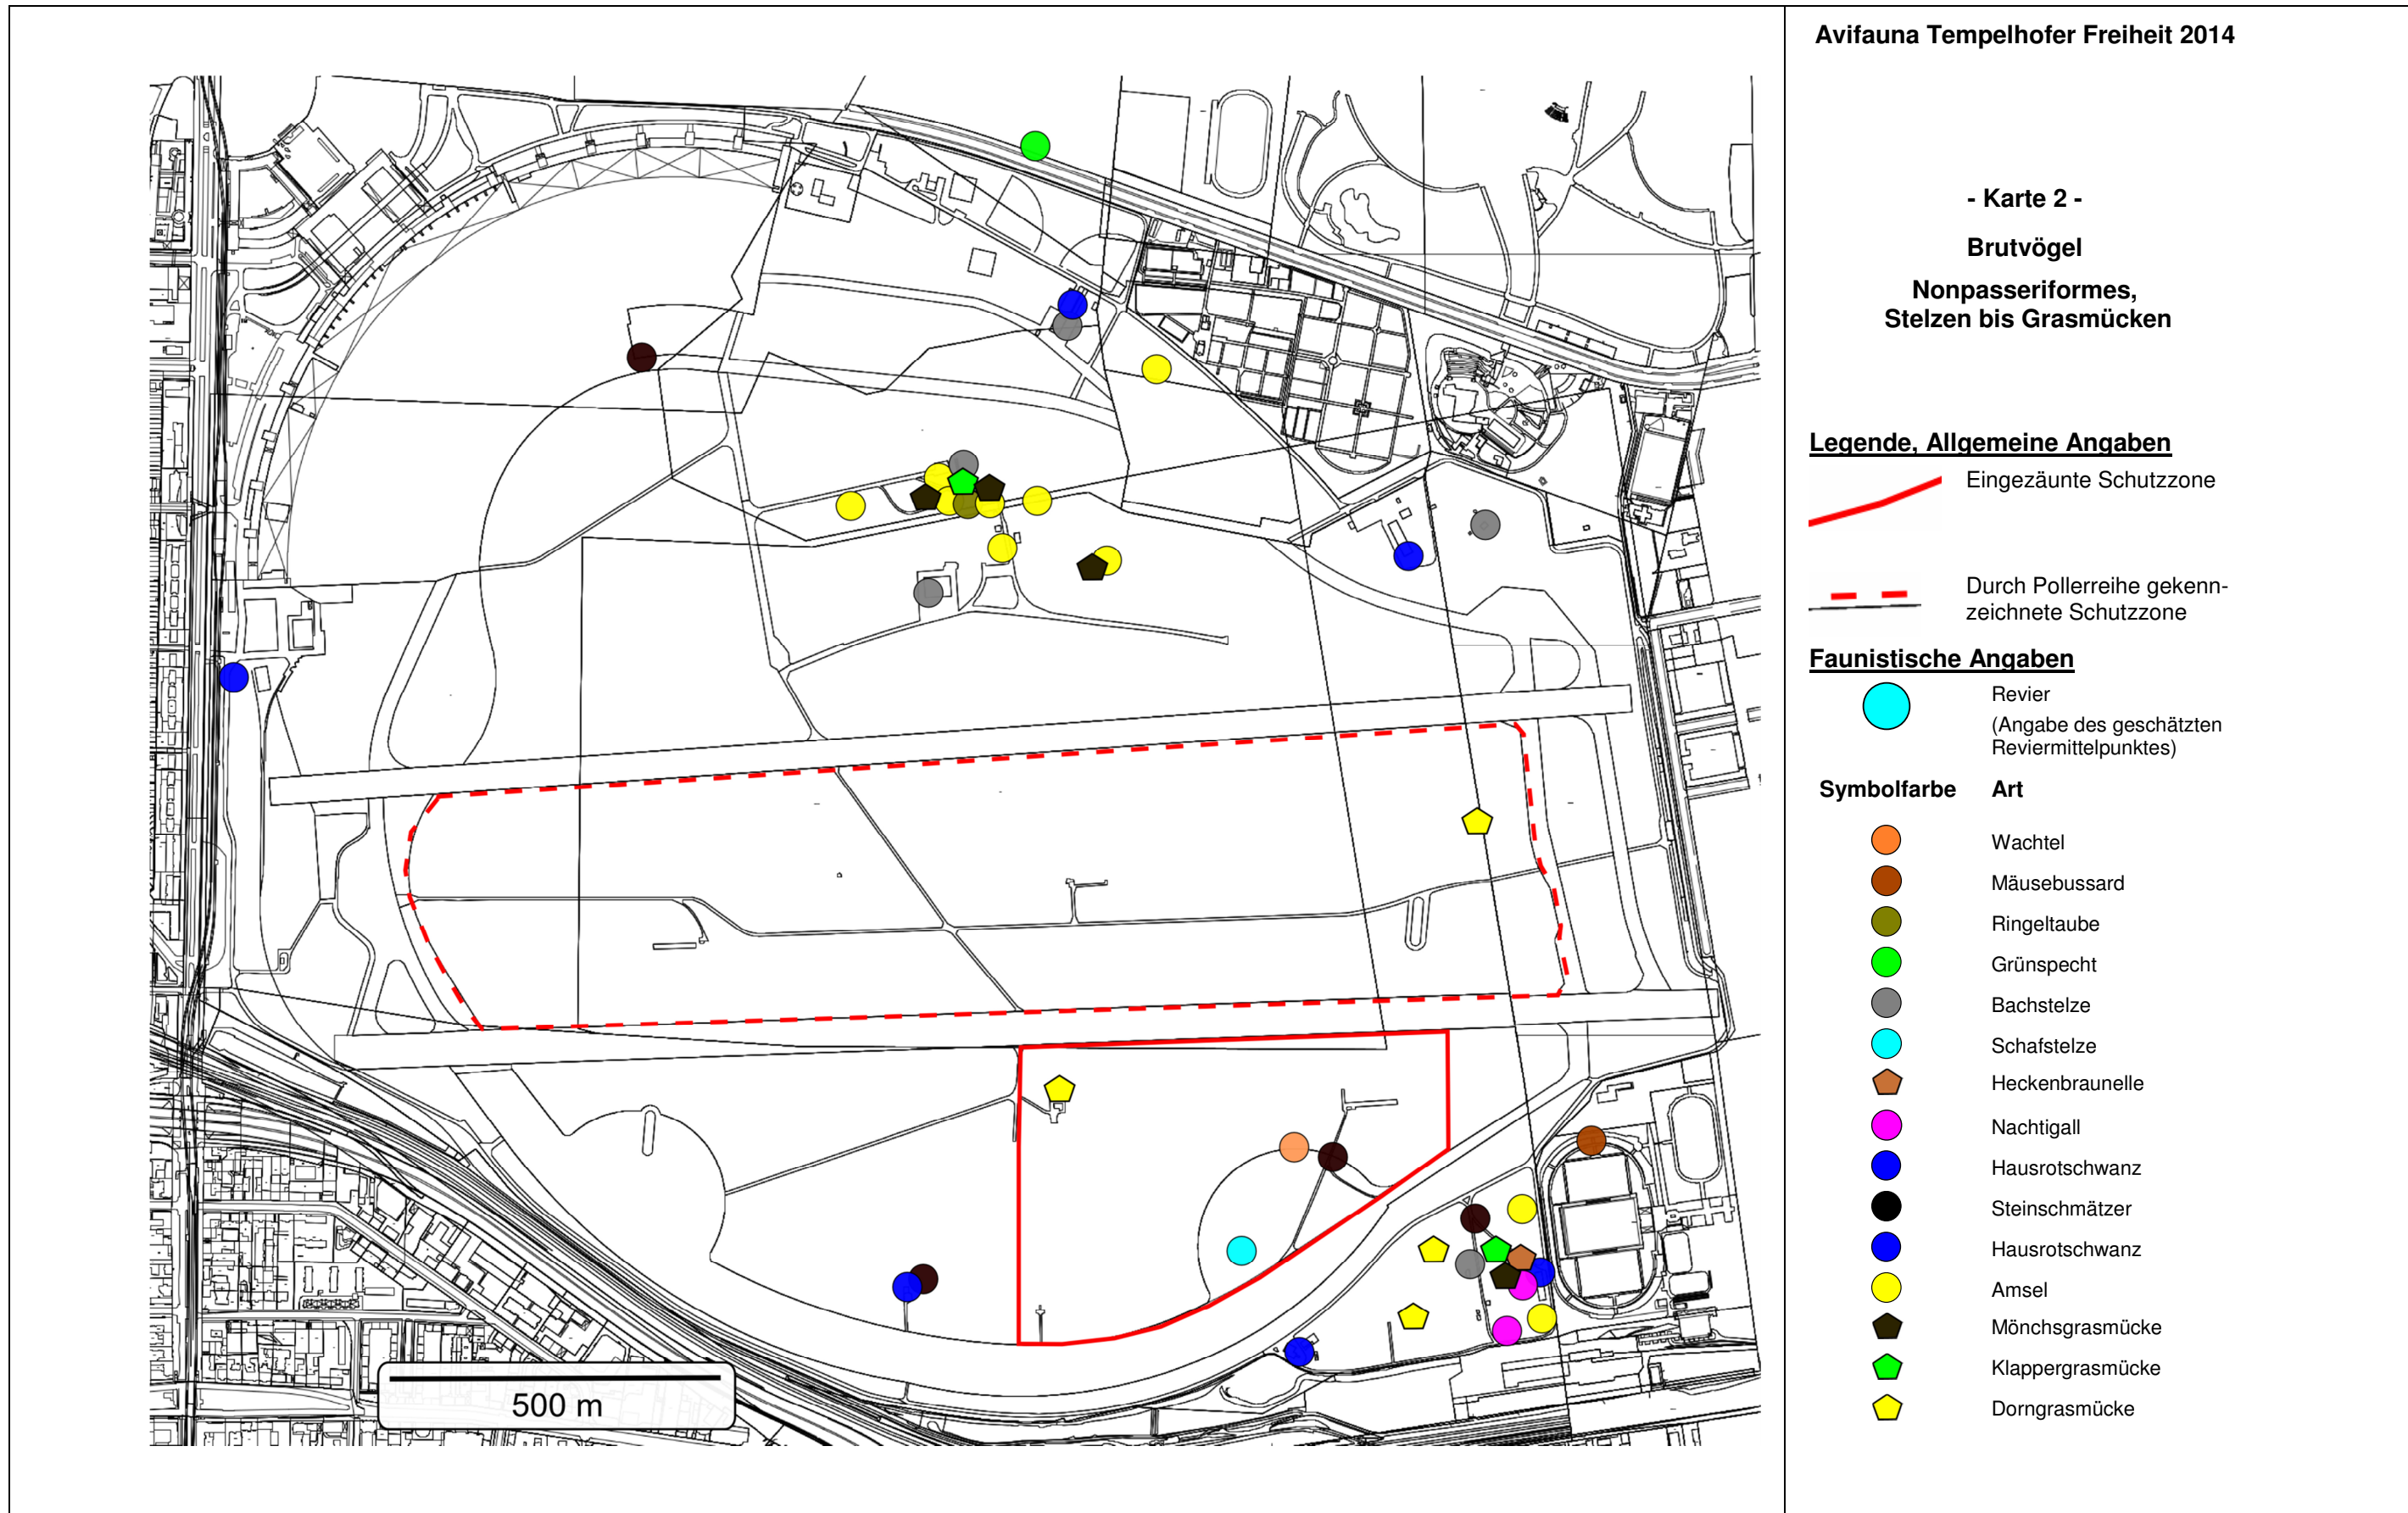 Avifauna Tempelhofer Freiheit 2014
- Karte 2 -
Brutvögel
Nonpasseriformes,
Stelzen bis Grasmücken
Legende, Allgemeine Angaben
Eingezäunte Schutzzone
Durch Pollerreihe gekenn-
zeichnete Schutzzone
Faunistische Angaben
Revier
(Angabe des geschätzten
Reviermittelpunktes)
Symbolfarbe Art
Wachtel
Mäusebussard
Ringeltaube
Grünspecht
Bachstelze
Schafstelze
Heckenbraunelle
Nachtigall
Hausrotschwanz
Steinschmätzer
Hausrotschwanz
Amsel
Mönchsgrasmücke
Klappergrasmücke
Dorngrasmücke
500 m